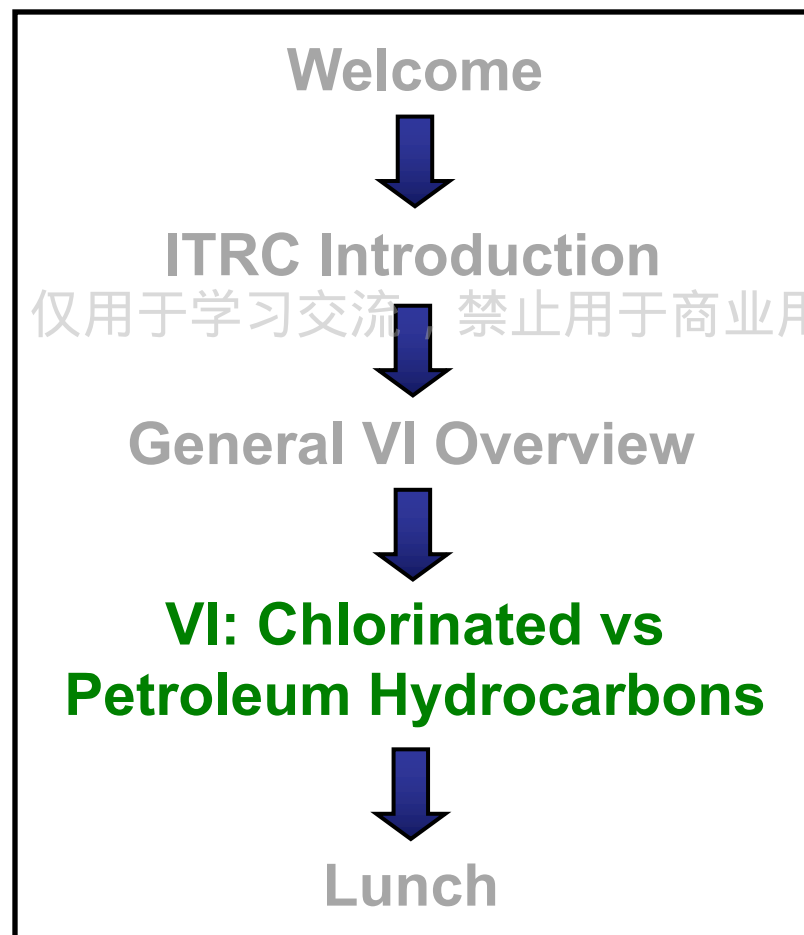 Welcome
ITRC Introduction
仅用于学习交流，禁止用于商业用
General VI Overview
VI: Chlorinated vs
Petroleum Hydrocarbons
Lunch